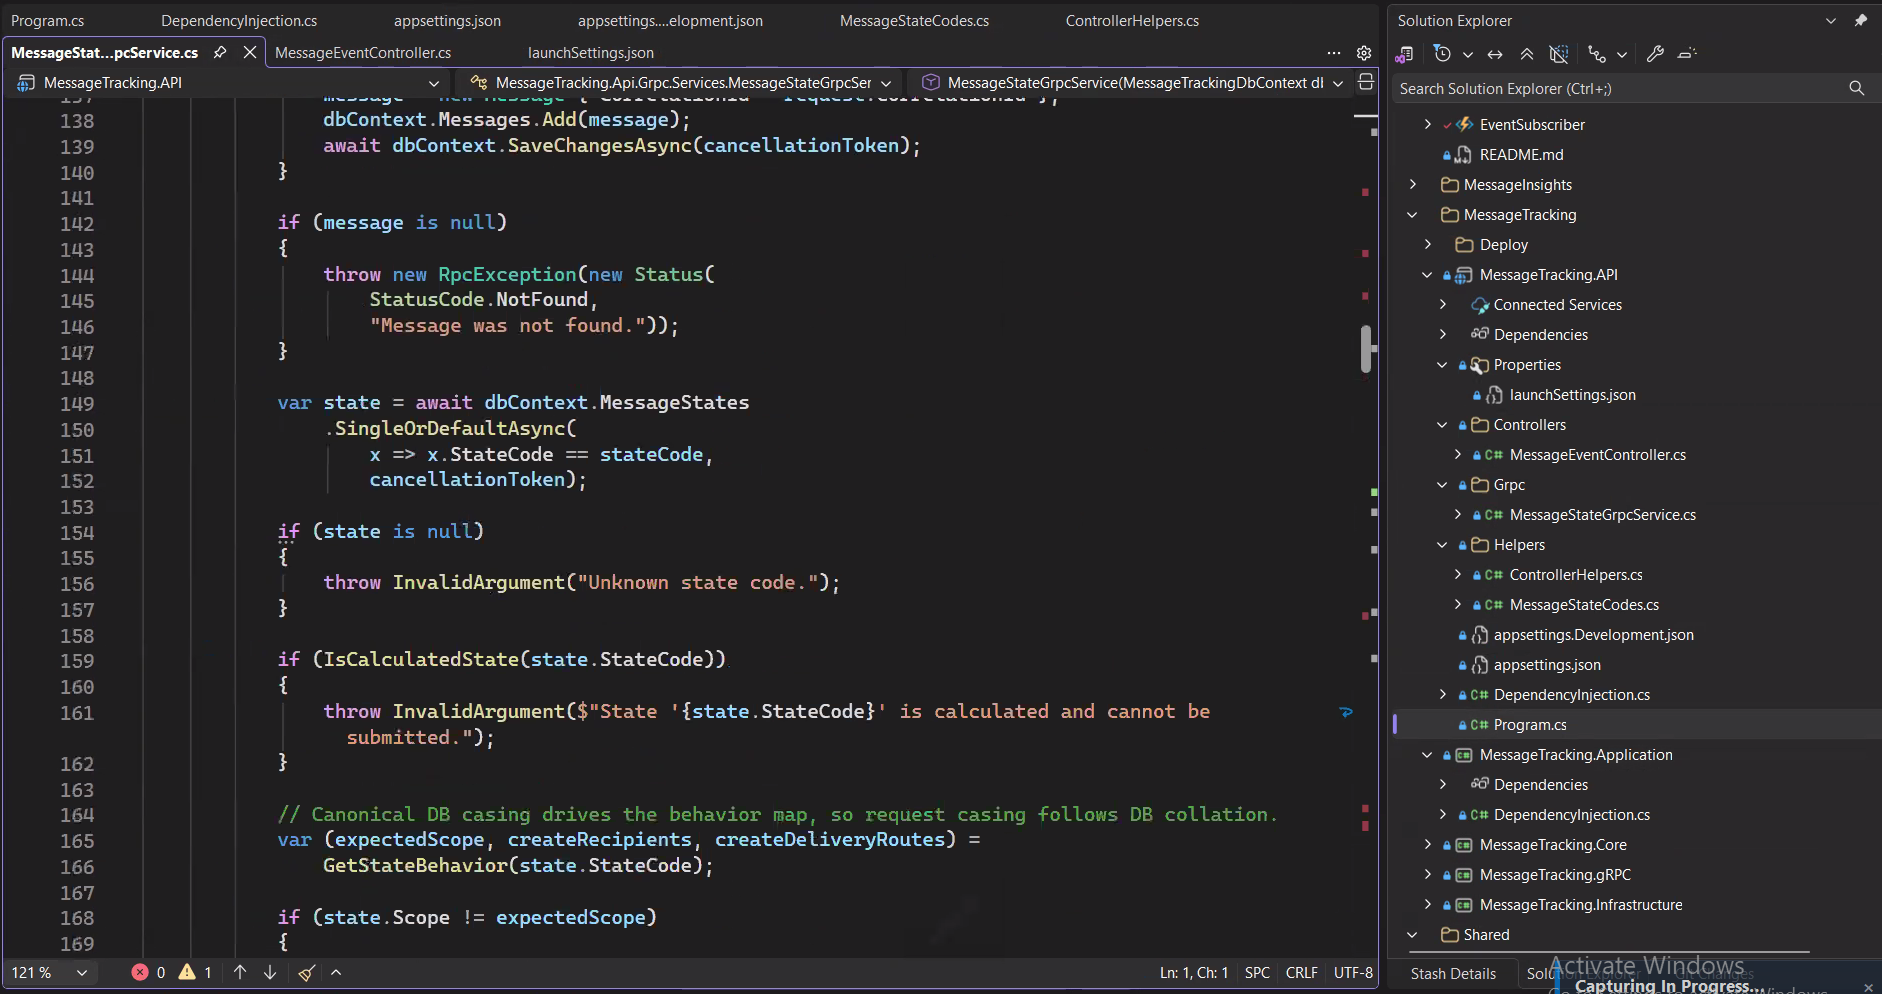 Program.cs
DependencyInjection.cs
appsettings.json
appsettings....elopment.json
MessageStateCodes.cs
ControllerHelpers.cs
MessageStat...pcService.cs
MessageEventController.cs
launchSettings.json
MessageTracking.API
MessageTracking.Api.Grpc.Services.MessageStateGrpcSer
MessageStateGrpcService(MessageTrackingDbContext db
137 message = new Message { CorrelationId = request.CorrelationId };
138 dbContext.Messages.Add(message);
139 await dbContext.SaveChangesAsync(cancellationToken);
140 }
141
142 if (message is null)
143 {
144 throw new RpcException(new Status(
145 StatusCode.NotFound,
146 "Message was not found."));
147 }
148
149 var state = await dbContext.MessageStates
150 .SingleOrDefaultAsync(
151 x => x.StateCode == stateCode,
152 cancellationToken);
153
154 if (state is null)
155 {
156 throw InvalidArgument("Unknown state code.");
157 }
158
159 if (IsCalculatedState(state.StateCode))
160 {
161 throw InvalidArgument($"State '{state.StateCode}' is calculated and cannot be
submitted.");
162 }
163
164 // Canonical DB casing drives the behavior map, so request casing follows DB collation.
165 var (expectedScope, createRecipients, createDeliveryRoutes) =
166 GetStateBehavior(state.StateCode);
167
168 if (state.Scope != expectedScope)
169 {
121 %
0
1
Ln: 1, Ch: 1
SPC
CRLF
UTF-8
Solution Explorer
Search Solution Explorer (Ctrl+;)
EventSubscriber
README.md
MessageInsights
MessageTracking
Deploy
MessageTracking.API
Connected Services
Dependencies
Properties
launchSettings.json
Controllers
C# MessageEventController.cs
Grpc
C# MessageStateGrpcService.cs
Helpers
C# ControllerHelpers.cs
C# MessageStateCodes.cs
appsettings.Development.json
appsettings.json
C# DependencyInjection.cs
C# Program.cs
C# MessageTracking.Application
Dependencies
C# DependencyInjection.cs
C# MessageTracking.Core
C# MessageTracking.gRPC
C# MessageTracking.Infrastructure
Shared
Stash Details
Activate Windows
Capturing In Progress...